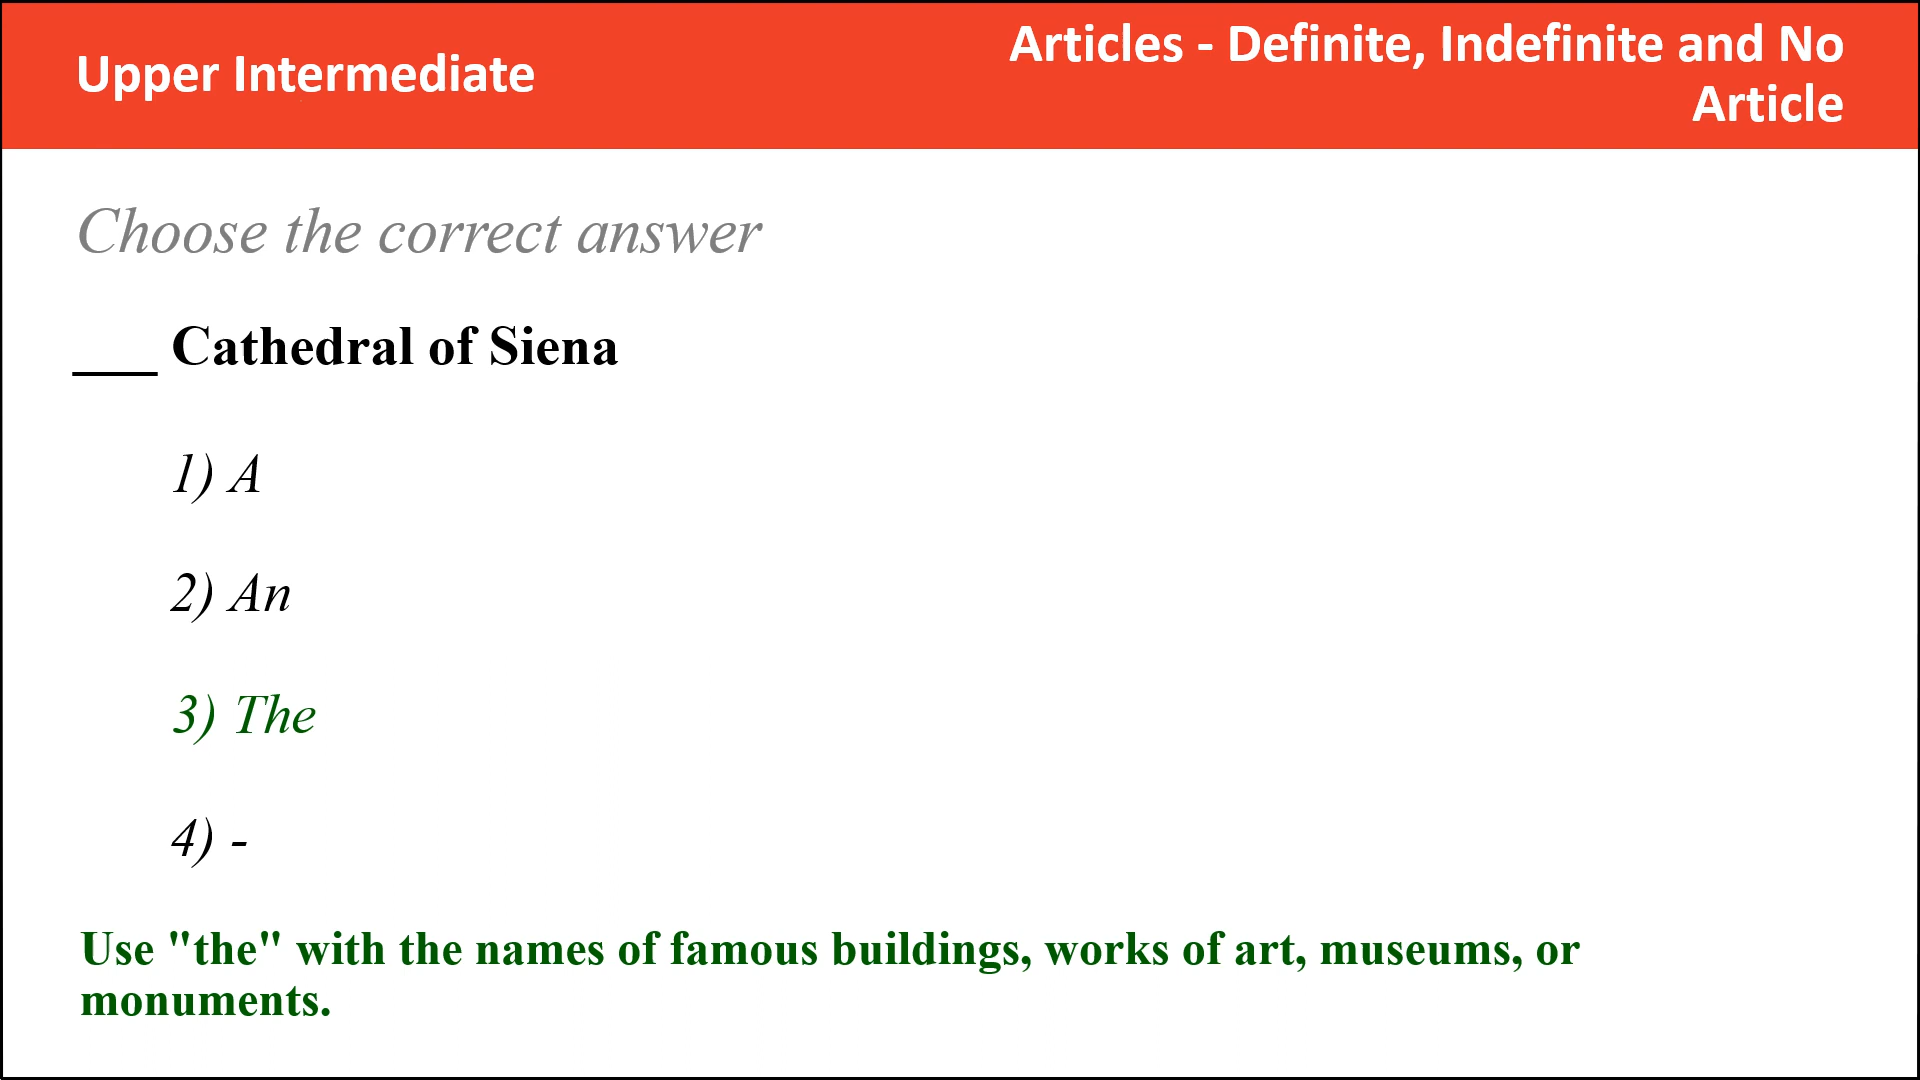 Upper Intermediate
Articles - Definite, Indefinite and No
Article
Choose the correct answer
___ Cathedral of Siena
1) A
2) An
3) The
4) -
Use "the" with the names of famous buildings, works of art, museums, or
monuments.